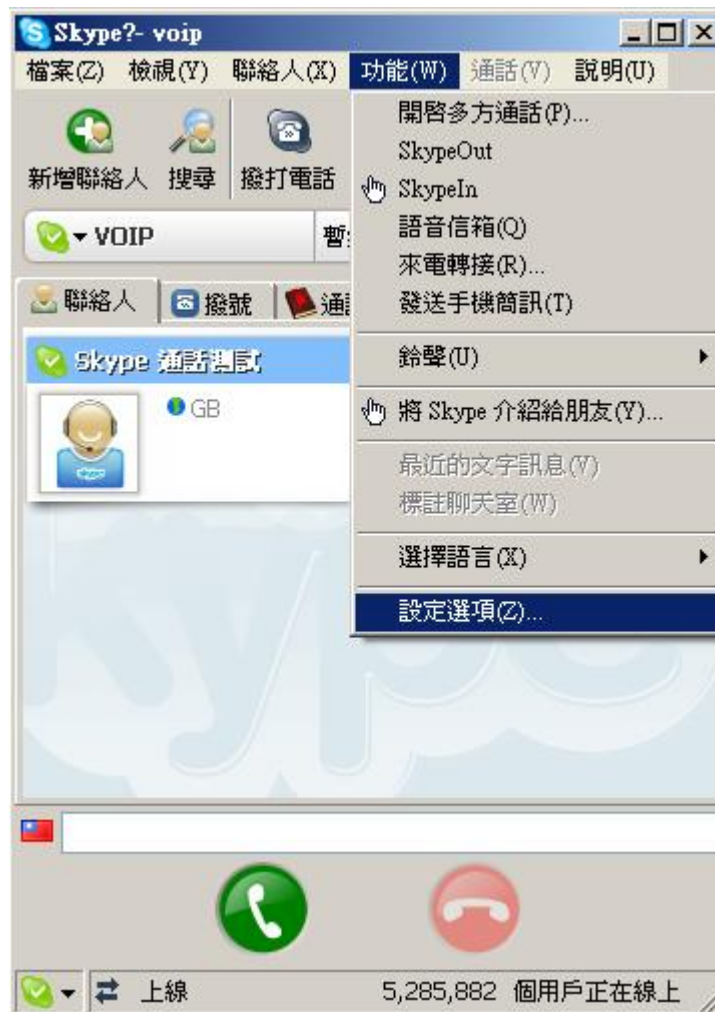 Skype?- voip
檔案(Z) 檢視(Y) 聯絡人(X) 功能(W) 通話(V) 說明(U)
新增聯絡人 搜尋 撥打電話
VOIP 暫
聯絡人 撥號 通
Skype 通話測試
GB
開啟多方通話(P)...
SkypeOut
SkypeIn
語音信箱(Q)
來電轉接(R)...
發送手機簡訊(T)
鈴聲(U)
將 Skype 介紹給朋友(Y)...
最近的文字訊息(V)
標註聊天室(W)
選擇語言(X)
設定選項(Z)...
上線 5,285,882 個用戶正在線上